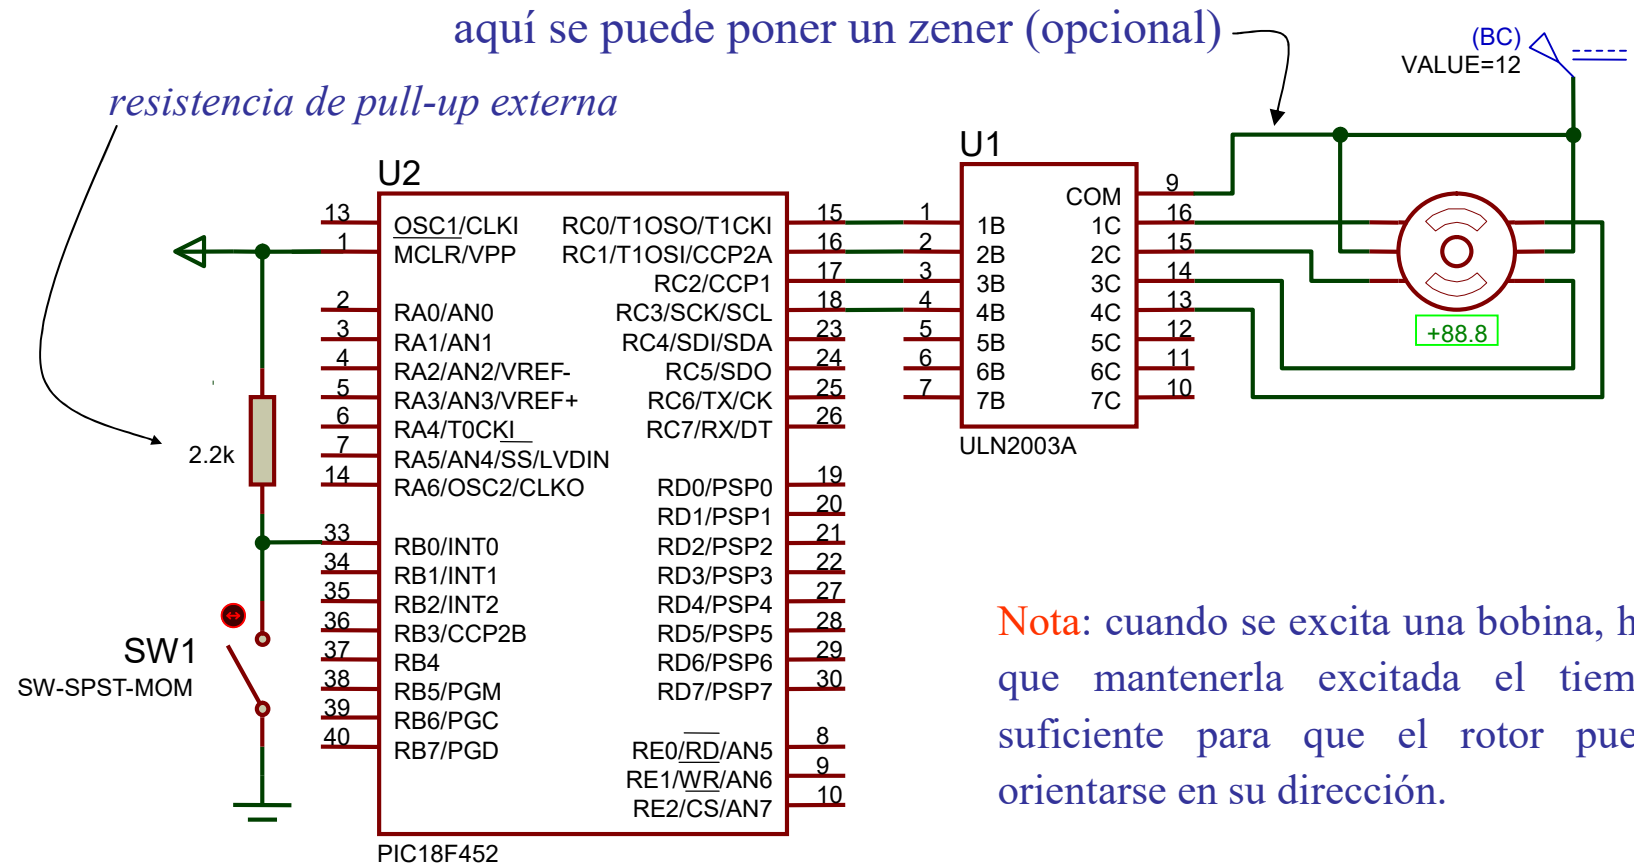 aquí se puede poner un zener (opcional)
(BC)
VALUE=12
resistencia de pull-up externa
U2
U1
13 OSC1/CLKI
1 MCLR/VPP
2 RA0/AN0
3 RA1/AN1
4 RA2/AN2/VREF-
5 RA3/AN3/VREF+
6 RA4/T0CKI
7 RA5/AN4/SS/LVDIN
14 RA6/OSC2/CLKO
33 RB0/INT0
34 RB1/INT1
35 RB2/INT2
36 RB3/CCP2B
37 RB4
38 RB5/PGM
39 RB6/PGC
40 RB7/PGD
RC0/T1OSO/T1CKI 15
RC1/T1OSI/CCP2A 16
RC2/CCP1 17
RC3/SCK/SCL 18
RC4/SDI/SDA 23
RC5/SDO 24
RC6/TX/CK 25
RC7/RX/DT 26
RD0/PSP0 19
RD1/PSP1 20
RD2/PSP2 21
RD3/PSP3 22
RD4/PSP4 27
RD5/PSP5 28
RD6/PSP6 29
RD7/PSP7 30
RE0/RD/AN5 8
RE1/WR/AN6 9
RE2/CS/AN7 10
PIC18F452
COM 9
1 1B 1C 16
2 2B 2C 15
3 3B 3C 14
4 4B 4C 13
5 5B 5C 12
6 6B 6C 11
7 7B 7C 10
ULN2003A
+88.8
2.2k
SW1
SW-SPST-MOM
Nota: cuando se excita una bobina, h
que mantenerla excitada el tiem
suficiente para que el rotor pue
orientarse en su dirección.